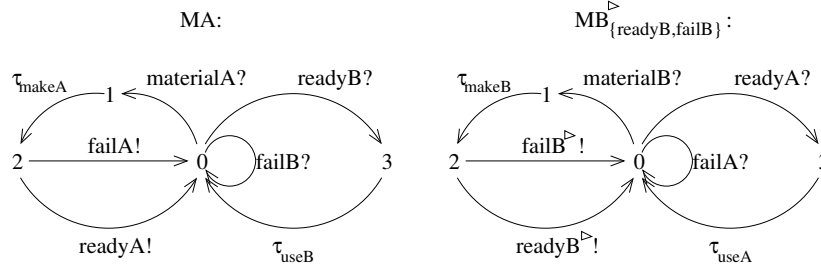 MA: MB▷{readyB,failB}:
τmakeA materialA? readyB? τmakeB materialB? readyA?
1 1
2 failA! 0 failB? 3 2 failB▷! 0 failA? 3
readyA! τuseB readyB▷! τuseA